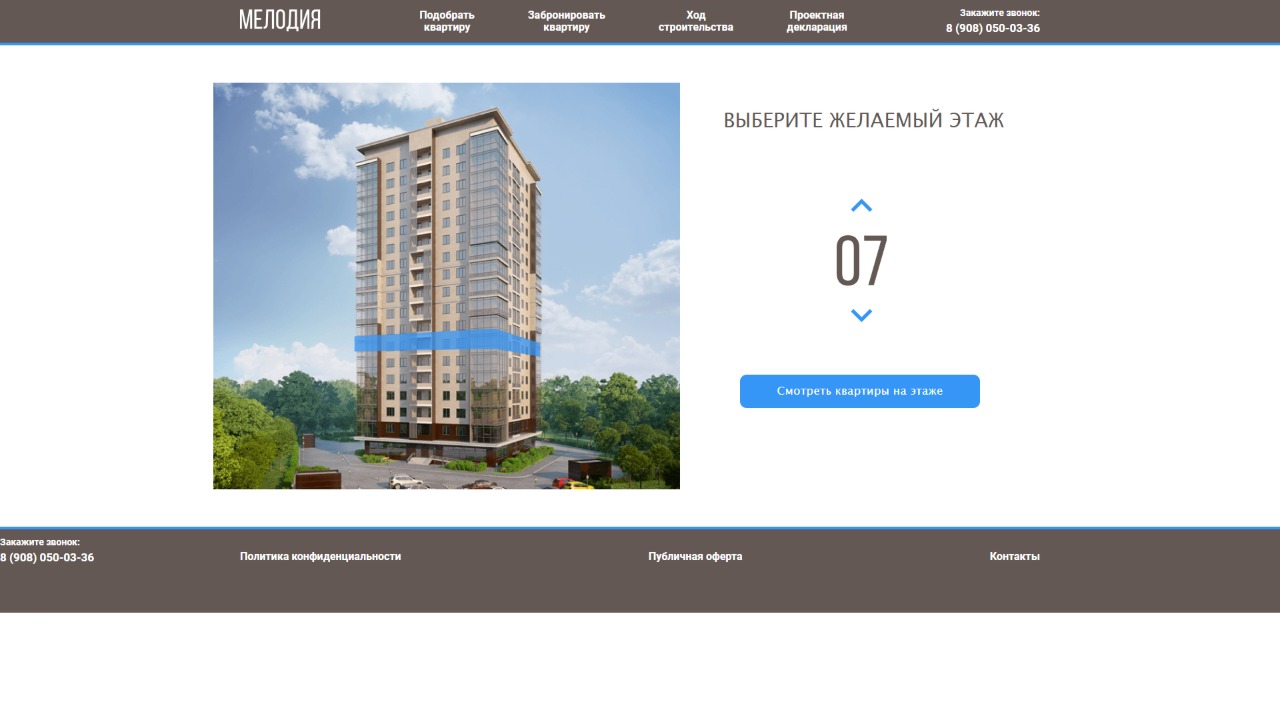 МЕЛОДИЯ
Подобрать
квартиру
Забронировать
квартиру
Ход
строительства
Проектная
декларация
Закажите звонок:
8 (908) 050-03-36
ВЫБЕРИТЕ ЖЕЛАЕМЫЙ ЭТАЖ
07
Смотреть квартиры на этаже
Закажите звонок:
8 (908) 050-03-36
Политика конфиденциальности
Публичная оферта
Контакты